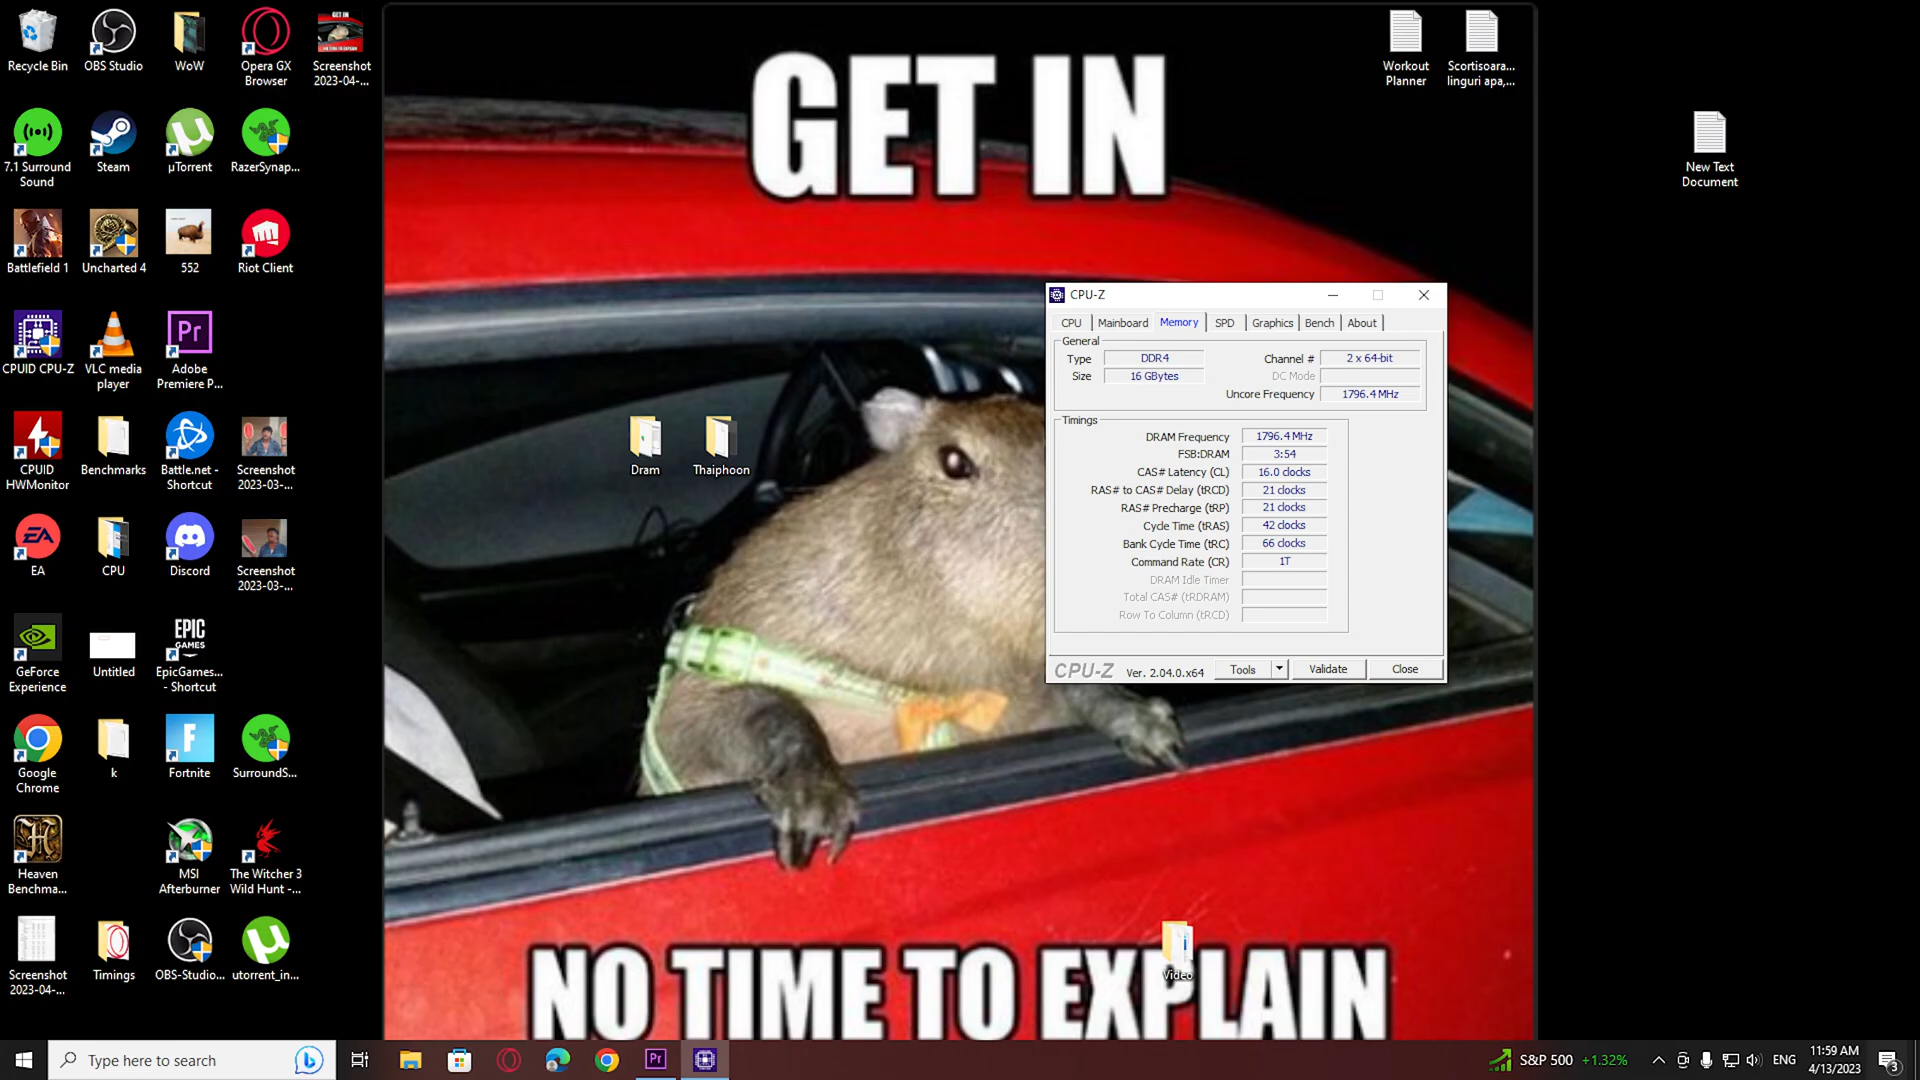 Recycle Bin
OBS Studio
WoW
Opera GX
Browser
Screenshot
2023-04-...
GET IN
NO TIME TO EXPLAIN
Workout
Planner
Scortisoara...
linguri apa,...
7.1 Surround
Sound
Steam
µTorrent
RazerSynap...
New Text
Document
Battlefield 1
Uncharted 4
552
Riot Client
CPUID CPU-Z
VLC media
player
Pr
Adobe
Premiere P...
CPUID
HWMonitor
Benchmarks
Battle.net -
Shortcut
Screenshot
2023-03-...
Dram
Thaiphoon
EA
EA
CPU
Discord
Screenshot
2023-03-...
GeForce
Experience
Untitled
EPIC
GAMES
EpicGames...
- Shortcut
Google
Chrome
k
F
Fortnite
SurroundS...
Heaven
Benchma...
MSI
Afterburner
The Witcher 3
Wild Hunt -...
Screenshot
2023-04-...
Timings
OBS-Studio...
utorrent_in...
Video
CPU-Z
CPU
Mainboard
Memory
SPD
Graphics
Bench
About
General
Type DDR4
Channel # 2 x 64-bit
Size 16 GBytes
DC Mode
Uncore Frequency 1796.4 MHz
Timings
DRAM Frequency 1796.4 MHz
FSB:DRAM 3:54
CAS# Latency (CL) 16.0 clocks
RAS# to CAS# Delay (tRCD) 21 clocks
RAS# Precharge (tRP) 21 clocks
Cycle Time (tRAS) 42 clocks
Bank Cycle Time (tRC) 66 clocks
Command Rate (CR) 1T
DRAM Idle Timer
Total CAS# (tRDRAM)
Row To Column (tRCD)
CPU-Z Ver. 2.04.0.x64 Tools Validate Close
Type here to search
Pr
S&P 500 +1.32%
ENG
11:59 AM
4/13/2023
3